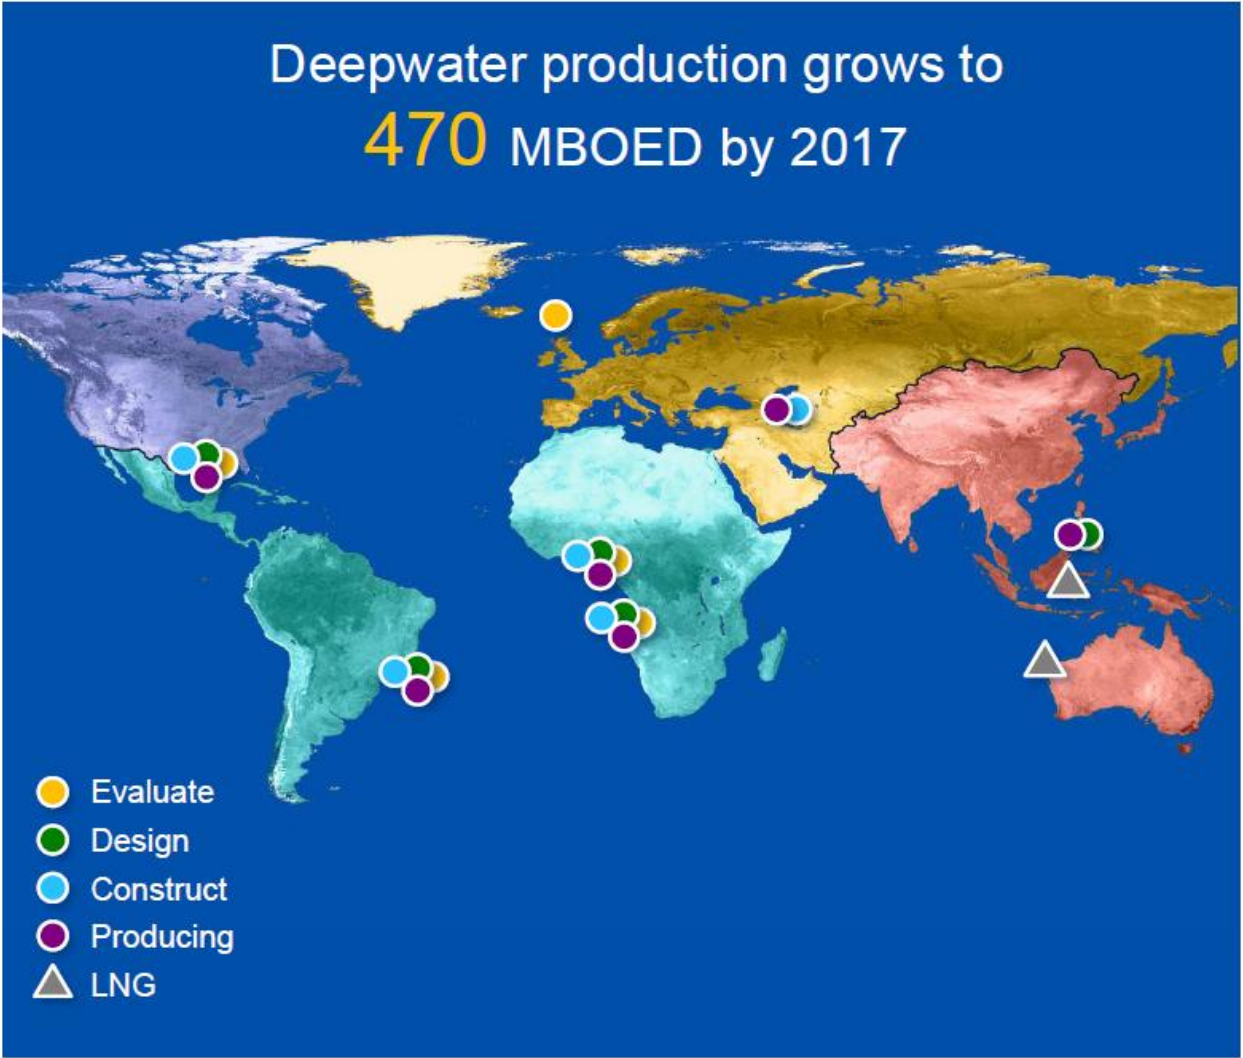 Deepwater production grows to
470 MBOED by 2017
Evaluate
Design
Construct
Producing
LNG